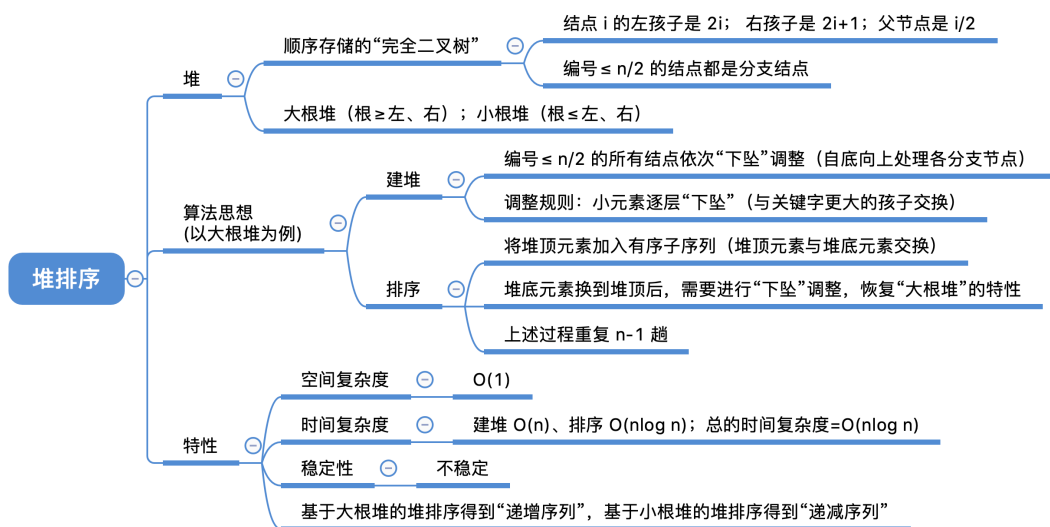 堆排序
堆
顺序存储的“完全二叉树”
结点 i 的左孩子是 2i； 右孩子是 2i+1；父节点是 i/2
编号≤ n/2 的结点都是分支结点
大根堆（根≥左、右）；小根堆（根≤左、右）
算法思想
(以大根堆为例)
建堆
编号≤ n/2 的所有结点依次“下坠”调整（自底向上处理各分支节点）
调整规则：小元素逐层“下坠”（与关键字更大的孩子交换）
排序
将堆顶元素加入有序子序列（堆顶元素与堆底元素交换）
堆底元素换到堆顶后，需要进行“下坠”调整，恢复“大根堆”的特性
上述过程重复 n-1 趟
特性
空间复杂度
O(1)
时间复杂度
建堆 O(n)、排序 O(nlog n)；总的时间复杂度=O(nlog n)
稳定性
不稳定
基于大根堆的堆排序得到“递增序列”，基于小根堆的堆排序得到“递减序列”